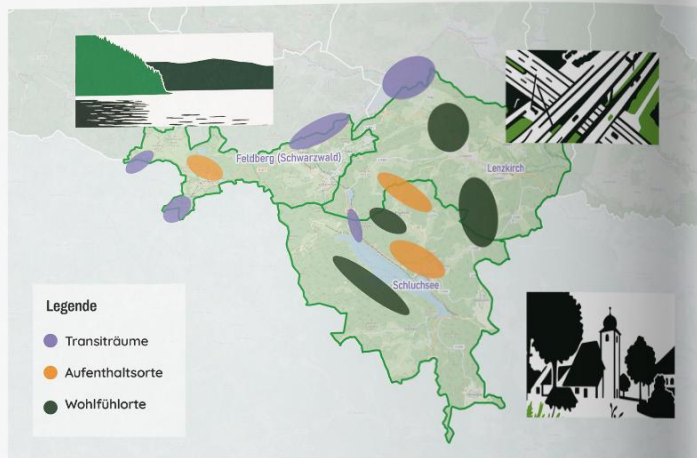 Feldberg (Schwarzwald)
Lenzkirch
Schluchsee
Legende
Transiträume
Aufenthaltsorte
Wohlfühlorte